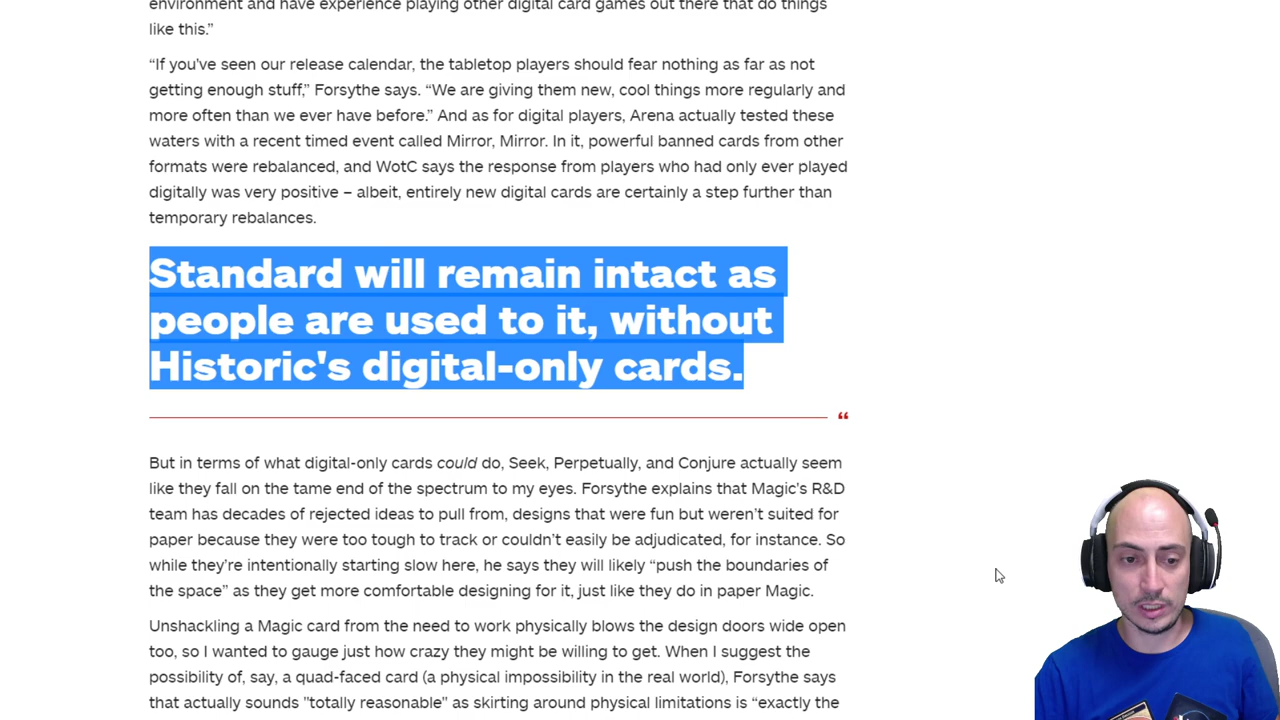 environment and have experience playing other digital card games out there that do things
like this.”
“If you've seen our release calendar, the tabletop players should fear nothing as far as not
getting enough stuff,” Forsythe says. “We are giving them new, cool things more regularly and
more often than we ever have before.” And as for digital players, Arena actually tested these
waters with a recent timed event called Mirror, Mirror. In it, powerful banned cards from other
formats were rebalanced, and WotC says the response from players who had only ever played
digitally was very positive – albeit, entirely new digital cards are certainly a step further than
temporary rebalances.
Standard will remain intact as
people are used to it, without
Historic's digital-only cards.
“
But in terms of what digital-only cards could do, Seek, Perpetually, and Conjure actually seem
like they fall on the tame end of the spectrum to my eyes. Forsythe explains that Magic's R&D
team has decades of rejected ideas to pull from, designs that were fun but weren’t suited for
paper because they were too tough to track or couldn’t easily be adjudicated, for instance. So
while they’re intentionally starting slow here, he says they will likely “push the boundaries of
the space” as they get more comfortable designing for it, just like they do in paper Magic.
Unshackling a Magic card from the need to work physically blows the design doors wide open
too, so I wanted to gauge just how crazy they might be willing to get. When I suggest the
possibility of, say, a quad-faced card (a physical impossibility in the real world), Forsythe says
that actually sounds "totally reasonable” as skirting around physical limitations is “exactly the